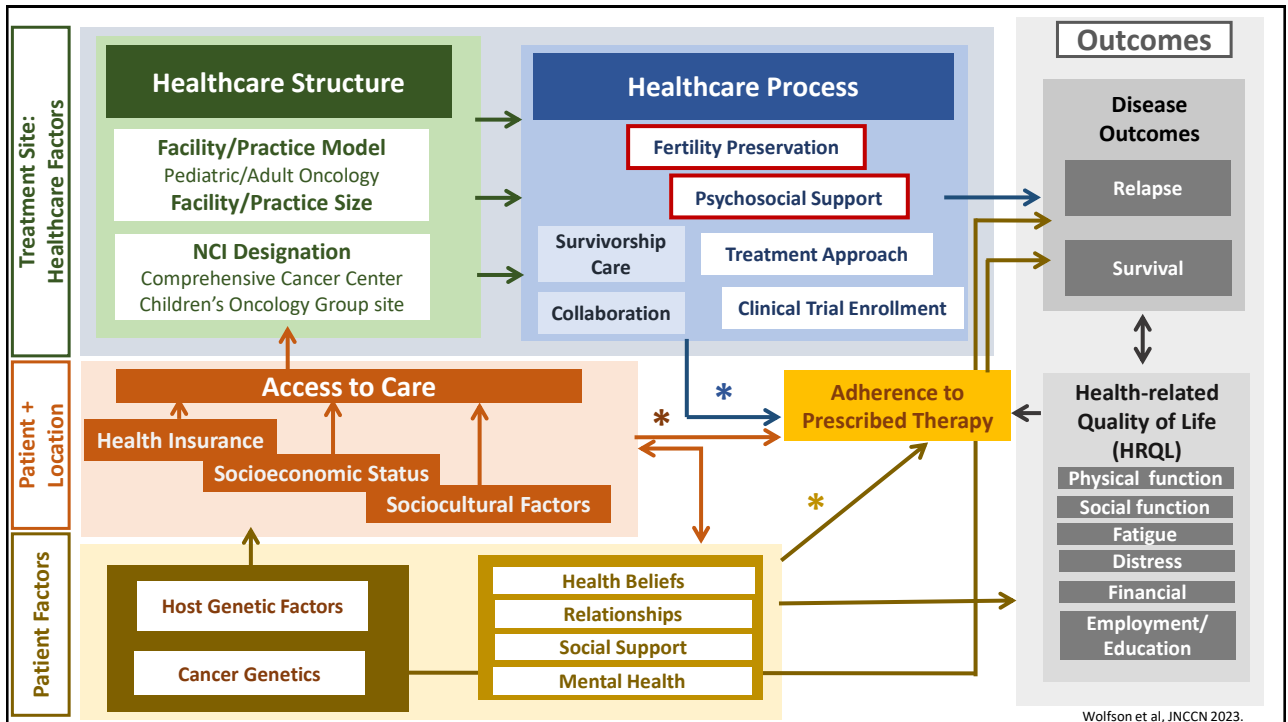 Treatment Site:
Healthcare Factors
Healthcare Structure
Facility/Practice Model
Pediatric/Adult Oncology
Facility/Practice Size
NCI Designation
Comprehensive Cancer Center
Children’s Oncology Group site
Healthcare Process
Fertility Preservation
Psychosocial Support
Survivorship
Care
Treatment Approach
Collaboration
Clinical Trial Enrollment
Outcomes
Disease
Outcomes
Relapse
Survival
Patient +
Location
Access to Care
Health Insurance
Socioeconomic Status
Sociocultural Factors
*
*
*
Adherence to
Prescribed Therapy
Health-related
Quality of Life
(HRQL)
Physical function
Social function
Fatigue
Distress
Financial
Employment/
Education
Patient Factors
Host Genetic Factors
Cancer Genetics
Health Beliefs
Relationships
Social Support
Mental Health
Wolfson et al, JNCCN 2023.